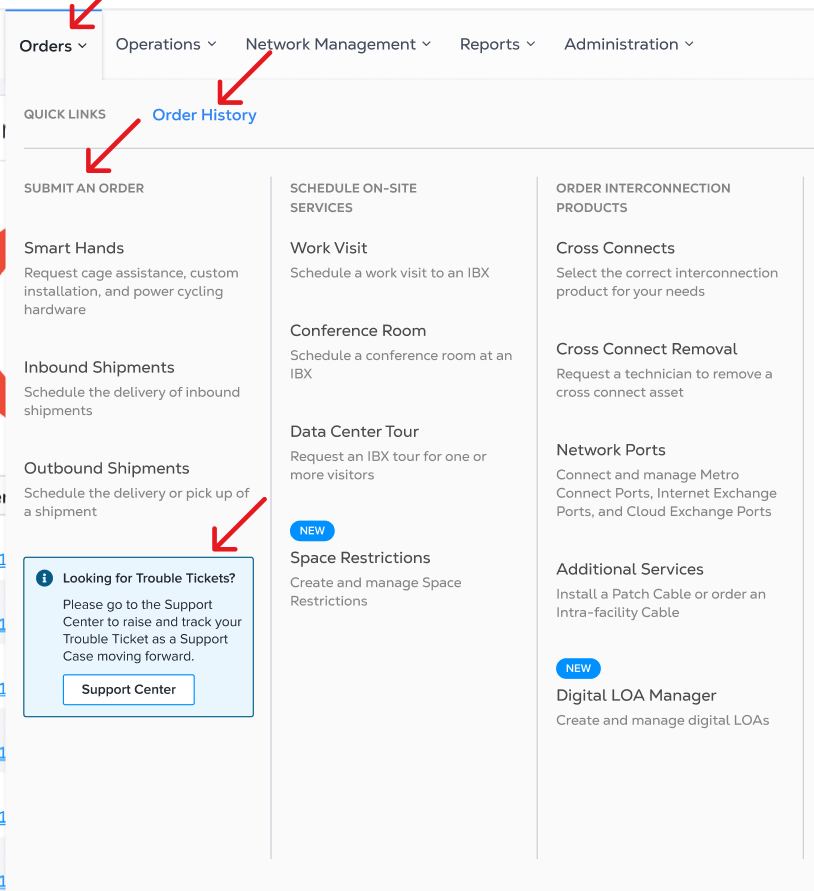 Orders
Operations
Network Management
Reports
Administration
QUICK LINKS
Order History
SUBMIT AN ORDER
Smart Hands
Request cage assistance, custom
installation, and power cycling
hardware
Inbound Shipments
Schedule the delivery of inbound
shipments
Outbound Shipments
Schedule the delivery or pick up of
a shipment
Looking for Trouble Tickets?
Please go to the Support
Center to raise and track your
Trouble Ticket as a Support
Case moving forward.
Support Center
SCHEDULE ON-SITE
SERVICES
Work Visit
Schedule a work visit to an IBX
Conference Room
Schedule a conference room at an
IBX
Data Center Tour
Request an IBX tour for one or
more visitors
NEW
Space Restrictions
Create and manage Space
Restrictions
ORDER INTERCONNECTION
PRODUCTS
Cross Connects
Select the correct interconnection
product for your needs
Cross Connect Removal
Request a technician to remove a
cross connect asset
Network Ports
Connect and manage Metro
Connect Ports, Internet Exchange
Ports, and Cloud Exchange Ports
Additional Services
Install a Patch Cable or order an
Intra-facility Cable
NEW
Digital LOA Manager
Create and manage digital LOAs